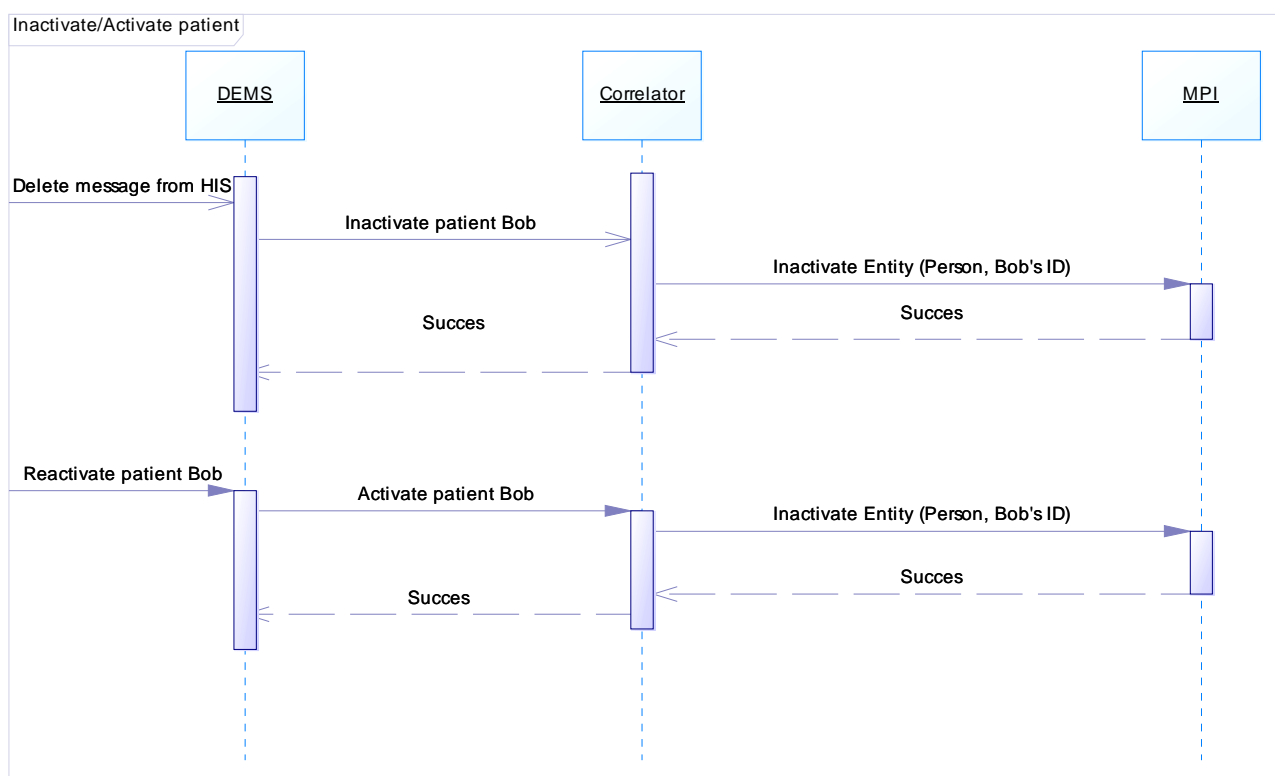 Inactivate/Activate patient
DEMS
Correlator
MPI
Delete message from HIS
Inactivate patient Bob
Inactivate Entity (Person, Bob's ID)
Succes
Succes
Reactivate patient Bob
Activate patient Bob
Inactivate Entity (Person, Bob's ID)
Succes
Succes